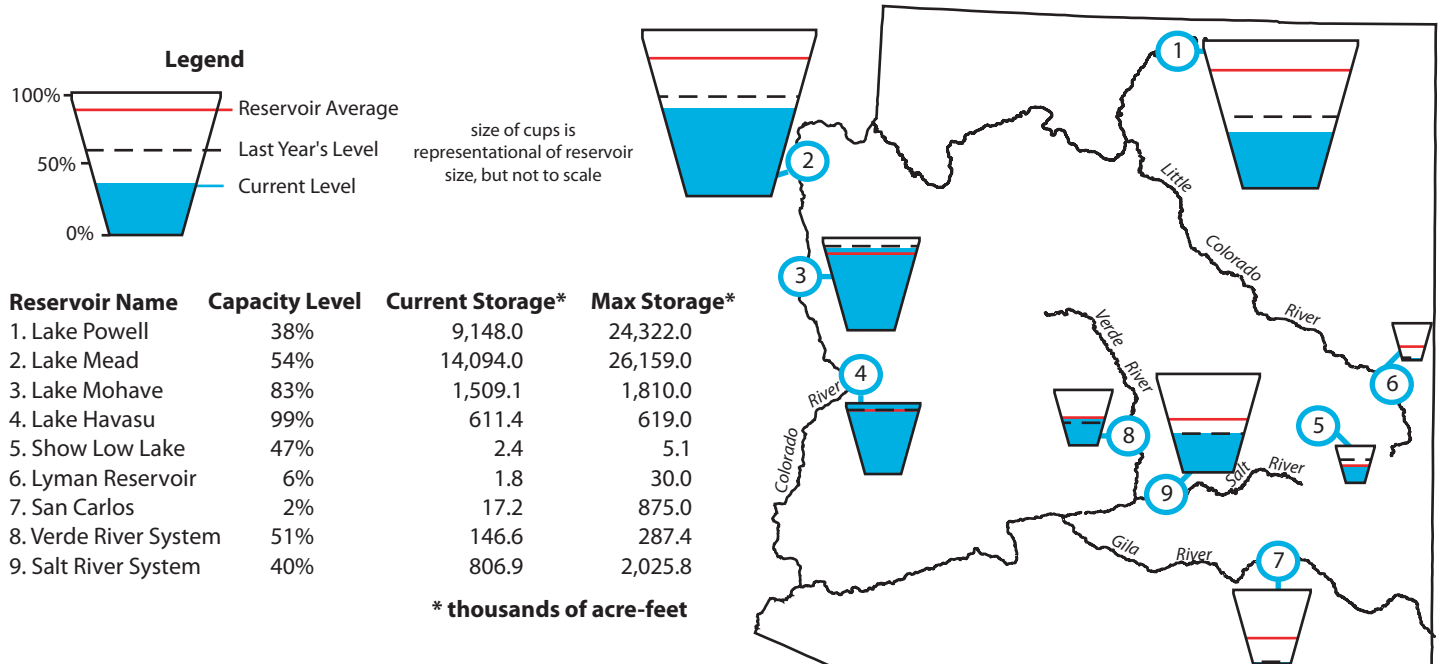 Legend
100%
50%
0%
Reservoir Average
Last Year's Level
Current Level
size of cups is
representational of reservoir
size, but not to scale
Reservoir Name Capacity Level Current Storage* Max Storage*
1. Lake Powell 38% 9,148.0 24,322.0
2. Lake Mead 54% 14,094.0 26,159.0
3. Lake Mohave 83% 1,509.1 1,810.0
4. Lake Havasu 99% 611.4 619.0
5. Show Low Lake 47% 2.4 5.1
6. Lyman Reservoir 6% 1.8 30.0
7. San Carlos 2% 17.2 875.0
8. Verde River System 51% 146.6 287.4
9. Salt River System 40% 806.9 2,025.8
* thousands of acre-feet
1
2
3
4
5
6
7
8
9
Little
Colorado
River
Verde
River
Colorado
River
Salt
River
Gila
River